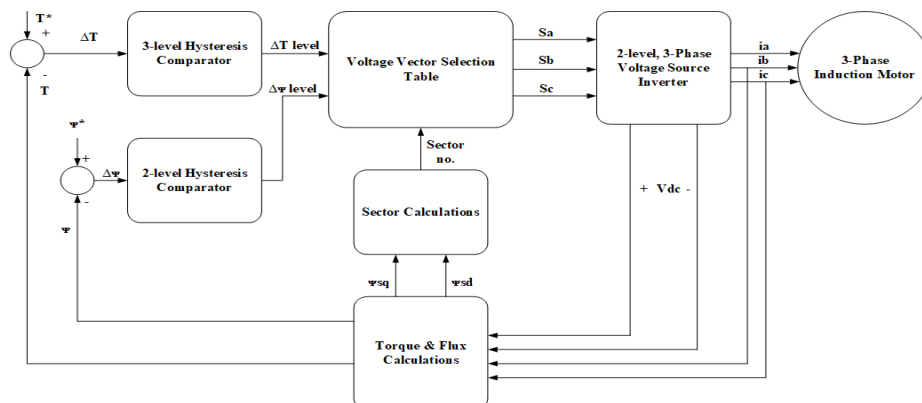 T*
+
ΔT
-
T
3-level Hysteresis
Comparator
ΔT level
ΔΨ level
Voltage Vector Selection
Table
Sa
Sb
Sc
2-level, 3-Phase
Voltage Source
Inverter
ia
ib
ic
3-Phase
Induction Motor
Ψ*
+
ΔΨ
-
Ψ
2-level Hysteresis
Comparator
Sector
no.
Sector Calculations
+ Vdc -
Ψsq
Ψsd
Torque & Flux
Calculations